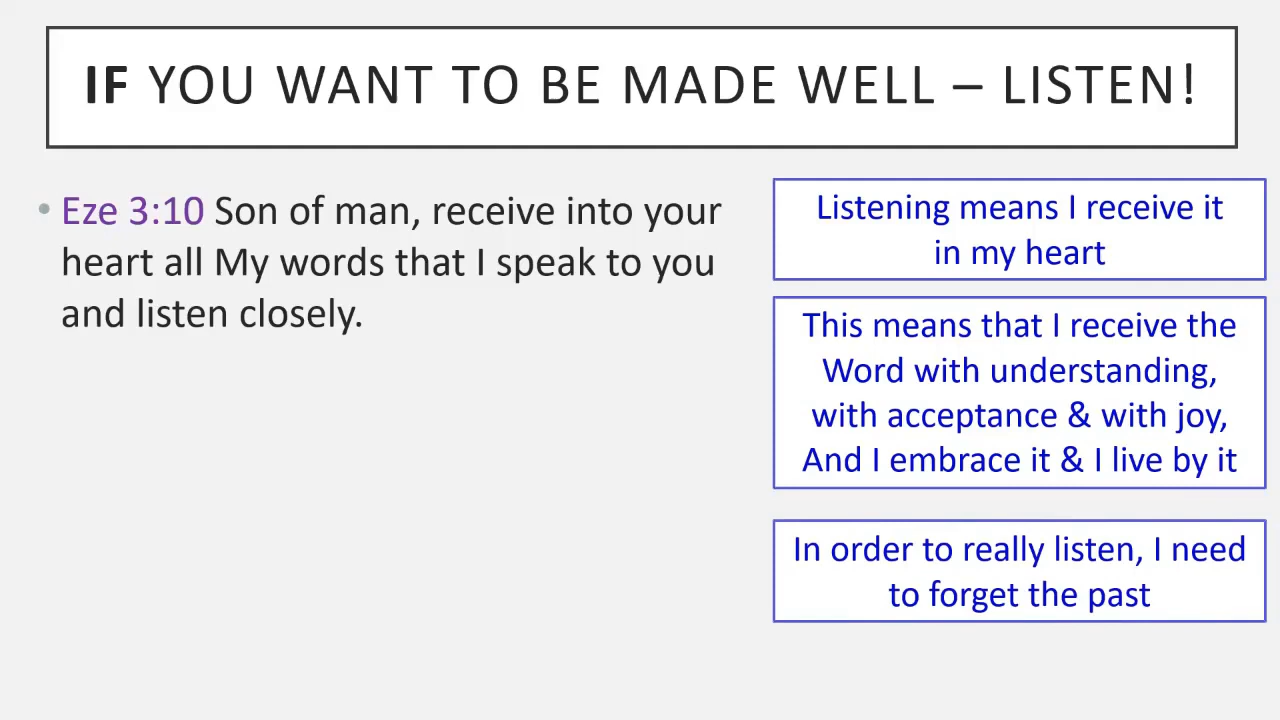 IF YOU WANT TO BE MADE WELL – LISTEN!
• Eze 3:10 Son of man, receive into your
heart all My words that I speak to you
and listen closely.
Listening means I receive it
in my heart
This means that I receive the
Word with understanding,
with acceptance & with joy,
And I embrace it & I live by it
In order to really listen, I need
to forget the past